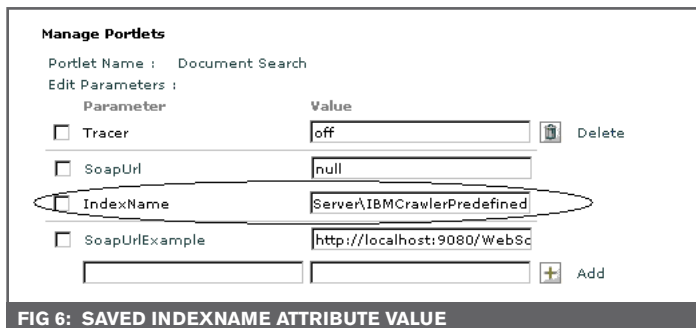 Manage Portlets
Portlet Name : Document Search
Edit Parameters :
Parameter Value
Tracer off Delete
SoapUrl null
IndexName Server\IBMCrawlerPredefined
SoapUrlExample http://localhost:9080/WebSc
Add
FIG 6: SAVED INDEXNAME ATTRIBUTE VALUE